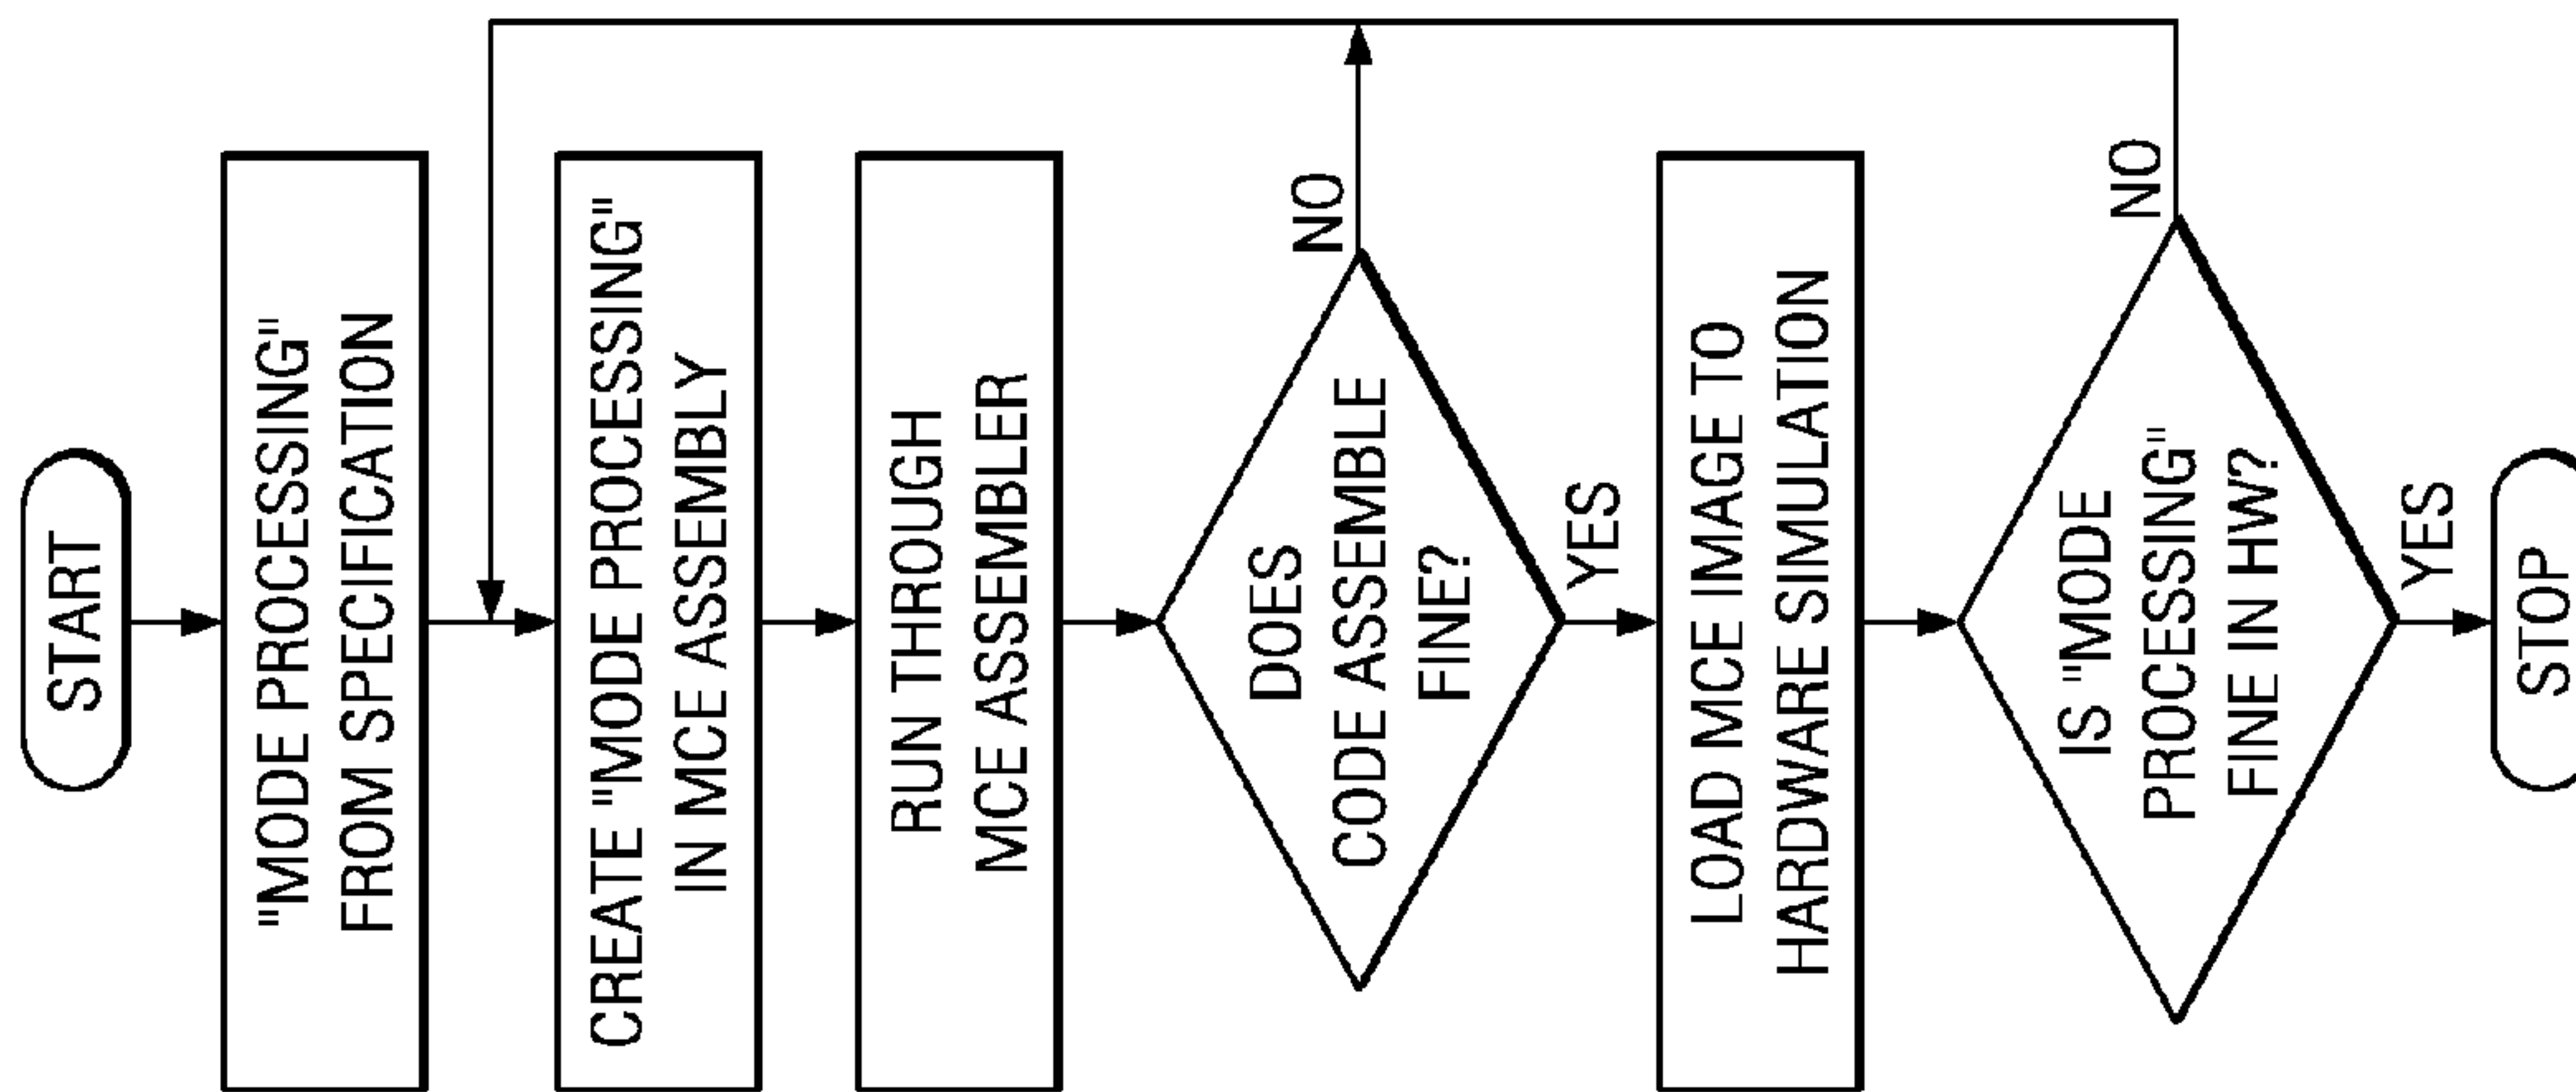 START
"MODE PROCESSING"
FROM SPECIFICATION
CREATE "MODE PROCESSING"
IN MCE ASSEMBLY
RUN THROUGH
MCE ASSEMBLER
DOES
CODE ASSEMBLE
FINE?
NO
YES
LOAD MCE IMAGE TO
HARDWARE SIMULATION
IS "MODE
PROCESSING"
FINE IN HW?
NO
YES
STOP